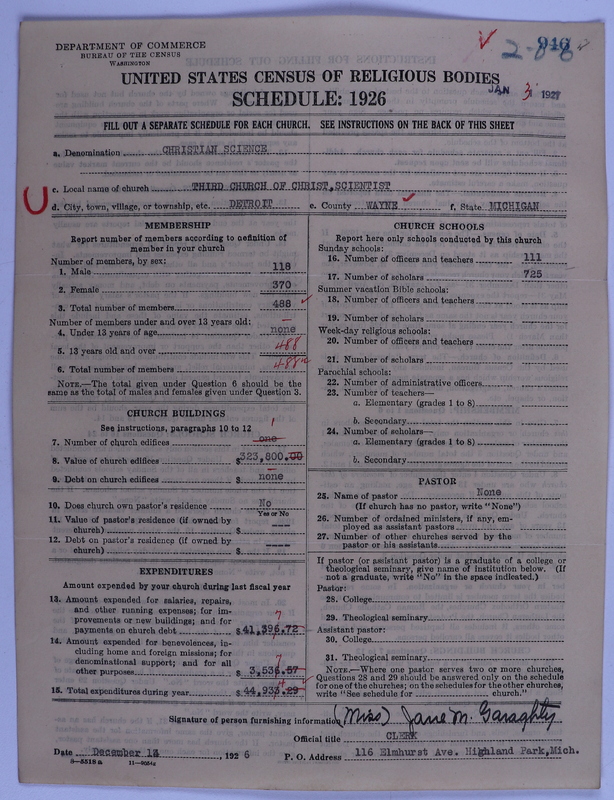 DEPARTMENT OF COMMERCE
BUREAU OF THE CENSUS
WASHINGTON
UNITED STATES CENSUS OF RELIGIOUS BODIES
SCHEDULE: 1926
JAN 3 1927
FILL OUT A SEPARATE SCHEDULE FOR EACH CHURCH. SEE INSTRUCTIONS ON THE BACK OF THIS SHEET
a. Denomination CHRISTIAN SCIENCE
c. Local name of church THIRD CHURCH OF CHRIST, SCIENTIST
d. City, town, village, or township, etc. DETROIT e. County WAYNE f. State MICHIGAN
MEMBERSHIP
Report number of members according to definition of
member in your church
Number of members, by sex:
1. Male 118
2. Female 370
3. Total number of members 488
Number of members under and over 13 years old:
4. Under 13 years of age none
5. 13 years old and over 488
6. Total number of members 488
NOTE.—The total given under Question 6 should be
same as the total of males and females given under Question 3.
CHURCH BUILDINGS
See instructions, paragraphs 10 to 12
7. Number of church edifices one 1
8. Value of church edifices $323,800.00
9. Debt on church edifices $ none
10. Does church own pastor's residence No
Yes or No
11. Value of pastor's residence (if owned by
church) $ ---
12. Debt on pastor's residence (if owned by
church) $ ----
EXPENDITURES
Amount expended by your church during last fiscal year
13. Amount expended for salaries, repairs,
and other running expenses; for im-
provements or new buildings; and for
payments on church debt $41,396.72
14. Amount expended for benevolences, in-
cluding home and foreign missions; for
denominational support; and for all
other purposes $3,536.57
15. Total expenditures during year $44,933.29
CHURCH SCHOOLS
Report here only schools conducted by this church
Sunday schools:
16. Number of officers and teachers 111
17. Number of scholars 725
Summer vacation Bible schools:
18. Number of officers and teachers
19. Number of scholars
Week-day religious schools:
20. Number of officers and teachers
21. Number of scholars
Parochial schools:
22. Number of administrative officers
23. Number of teachers—
a. Elementary (grades 1 to 8)
b. Secondary
24. Number of scholars—
a. Elementary (grades 1 to 8)
b. Secondary
PASTOR
25. Name of pastor None
(If church has no pastor, write "None")
26. Number of ordained ministers, if any, em-
ployed as assistant pastors
27. Number of other churches served by the
pastor or his assistants
If pastor (or assistant pastor) is a graduate of a college or
theological seminary, give name of institution below. (If
not a graduate, write "No" in the space indicated.)
Pastor:
28. College
29. Theological seminary
Assistant pastor:
30. College
31. Theological seminary
NOTE.—Where one pastor serves two or more churches,
Questions 28 and 29 should be answered only on the schedule
for one of the churches; on the schedules for the other churches,
write "See schedule for church."
Signature of person furnishing information (Miss) Jane M. Garaghty
Official title CLERK
Date December 14, 1926 P. O. Address 116 Elmhurst Ave. Highland Park, Mich.
8—5518a 11—9054